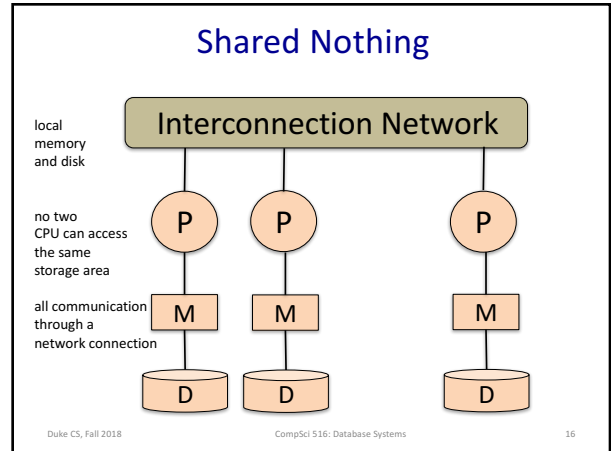 Shared Nothing
local
memory
and disk
Interconnection Network
no two
CPU can access
the same
storage area
P P P
all communication
through a
network connection
M M M
D D D
Duke CS, Fall 2018 CompSci 516: Database Systems 16